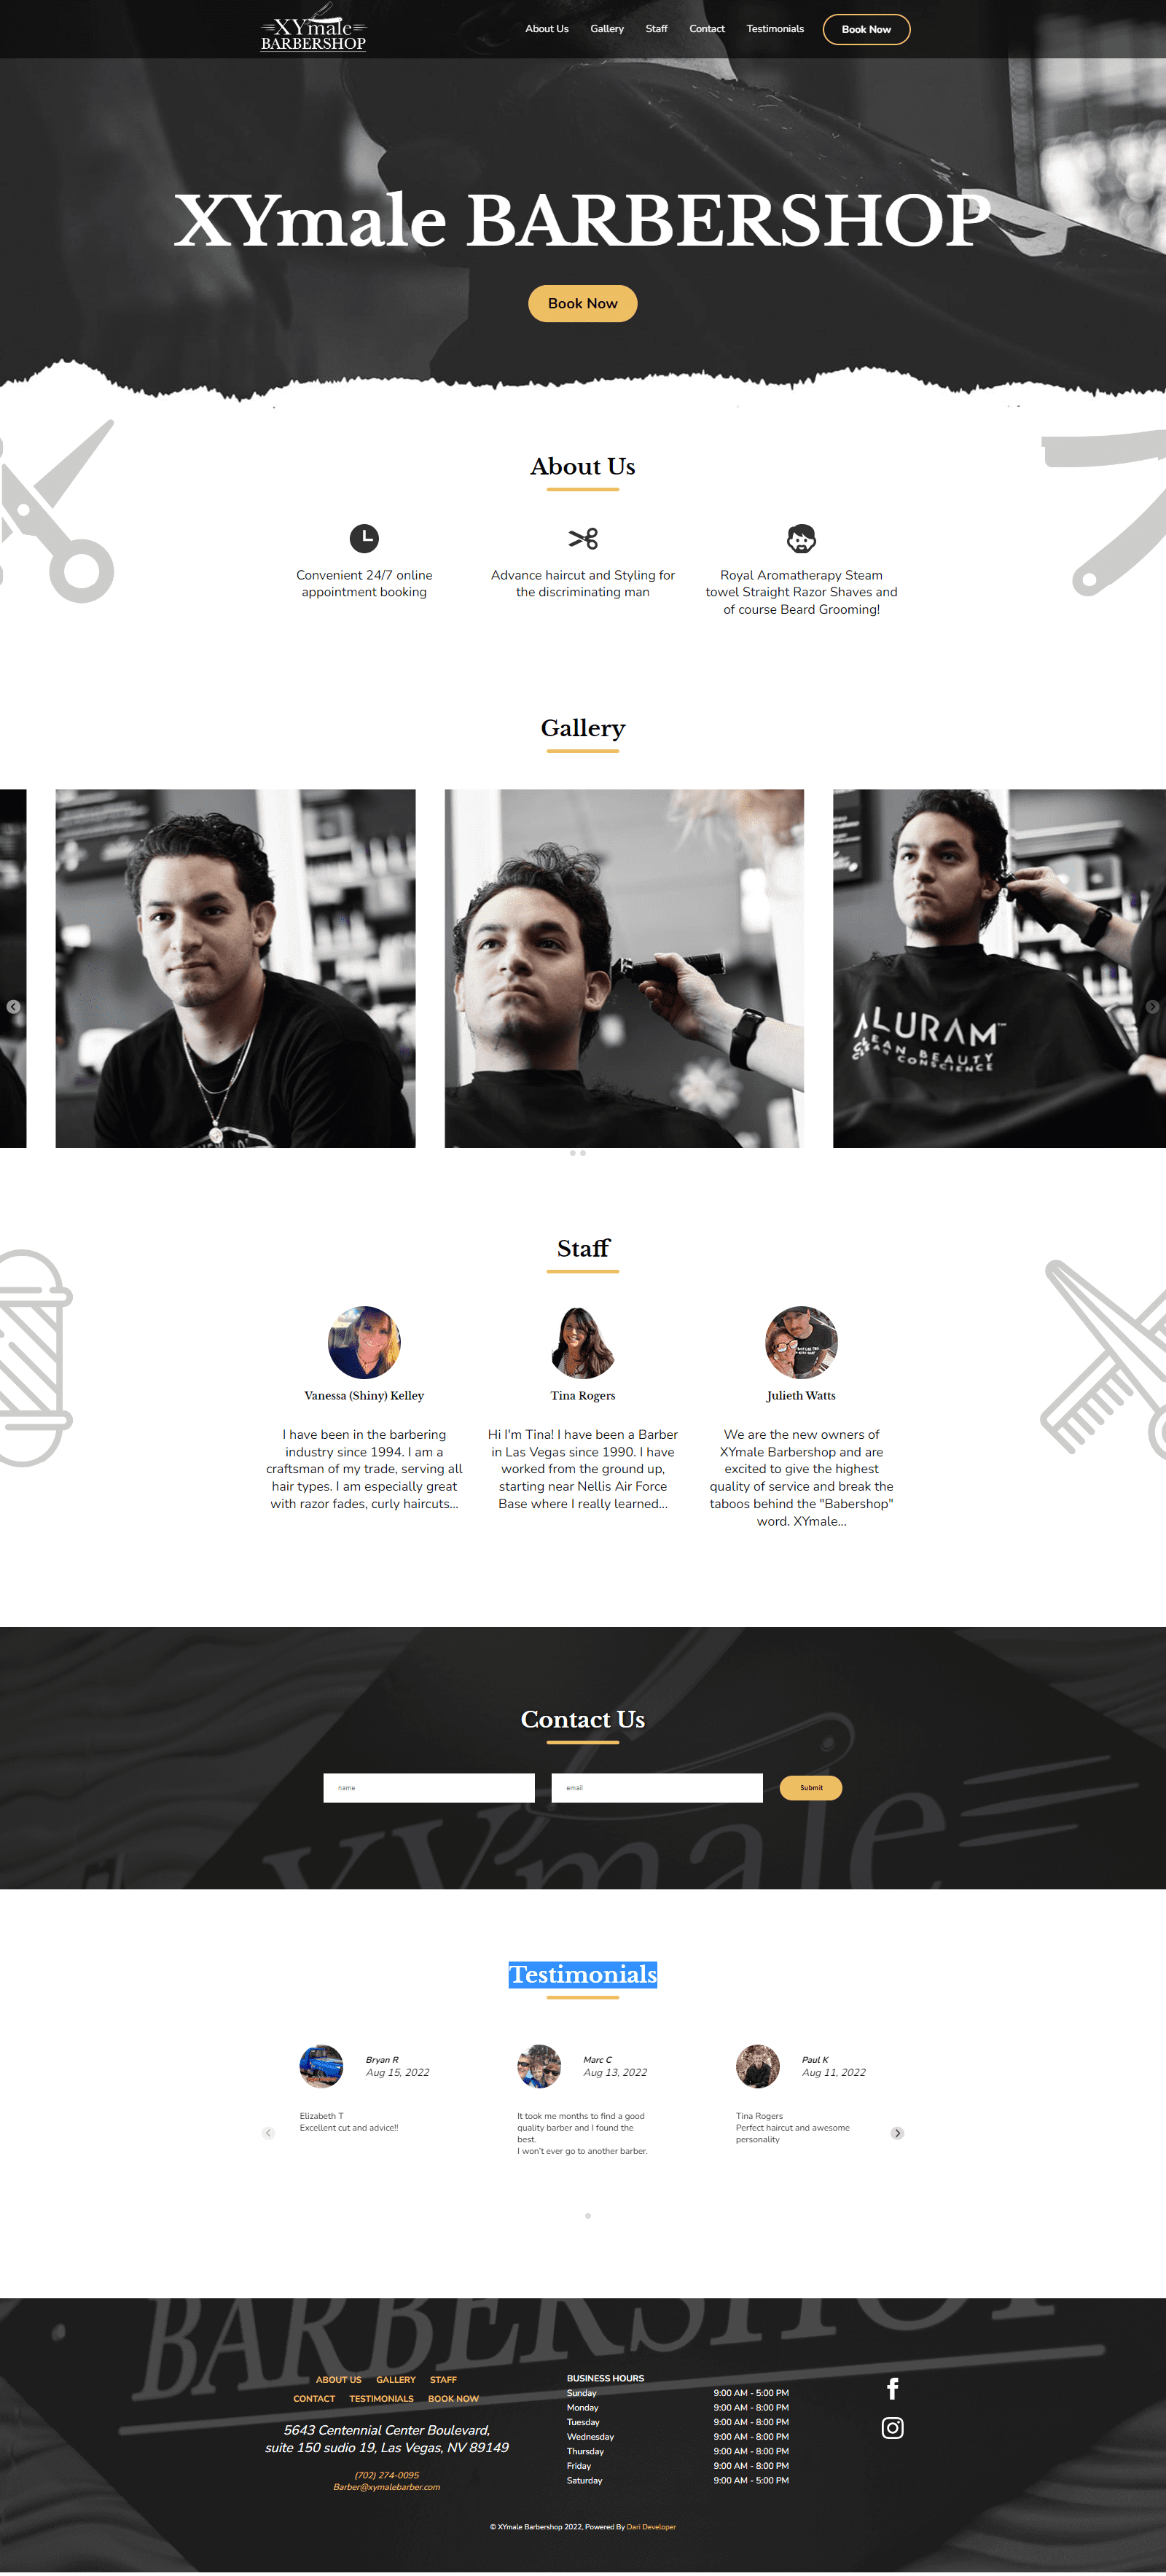 XYmale
BARBERSHOP
About Us
Gallery
Staff
Contact
Testimonials
Book Now
XYmale BARBERSHOP
Book Now
About Us
Convenient 24/7 online
appointment booking
Advance haircut and Styling for
the discriminating man
Royal Aromatherapy Steam
towel Straight Razor Shaves and
of course Beard Grooming!
Gallery
ALURAM™
CLEAN BEAUTY
CLEAN CONSCIENCE
Staff
Vanessa (Shiny) Kelley
I have been in the barbering
industry since 1994. I am a
craftsman of my trade, serving all
hair types. I am especially great
with razor fades, curly haircuts...
Tina Rogers
Hi I'm Tina! I have been a Barber
in Las Vegas since 1990. I have
worked from the ground up,
starting near Nellis Air Force
Base where I really learned...
Julieth Watts
We are the new owners of
XYmale Barbershop and are
excited to give the highest
quality of service and break the
taboos behind the "Babershop"
word. XYmale...
Contact Us
name
email
Submit
XYmale
Testimonials
Bryan R
Aug 15, 2022
Elizabeth T
Excellent cut and advice!!
Marc C
Aug 13, 2022
It took me months to find a good
quality barber and I found the
best.
I won't ever go to another barber.
Paul K
Aug 11, 2022
Tina Rogers
Perfect haircut and awesome
personality
BARBERSHOP
ABOUT US GALLERY STAFF
CONTACT TESTIMONIALS BOOK NOW
5643 Centennial Center Boulevard,
suite 150 sudio 19, Las Vegas, NV 89149
(702) 274-0095
Barber@xymalebarber.com
BUSINESS HOURS
Sunday 9:00 AM - 5:00 PM
Monday 9:00 AM - 8:00 PM
Tuesday 9:00 AM - 8:00 PM
Wednesday 9:00 AM - 8:00 PM
Thursday 9:00 AM - 8:00 PM
Friday 9:00 AM - 8:00 PM
Saturday 9:00 AM - 5:00 PM
© XYmale Barbershop 2022, Powered By Dari Developer